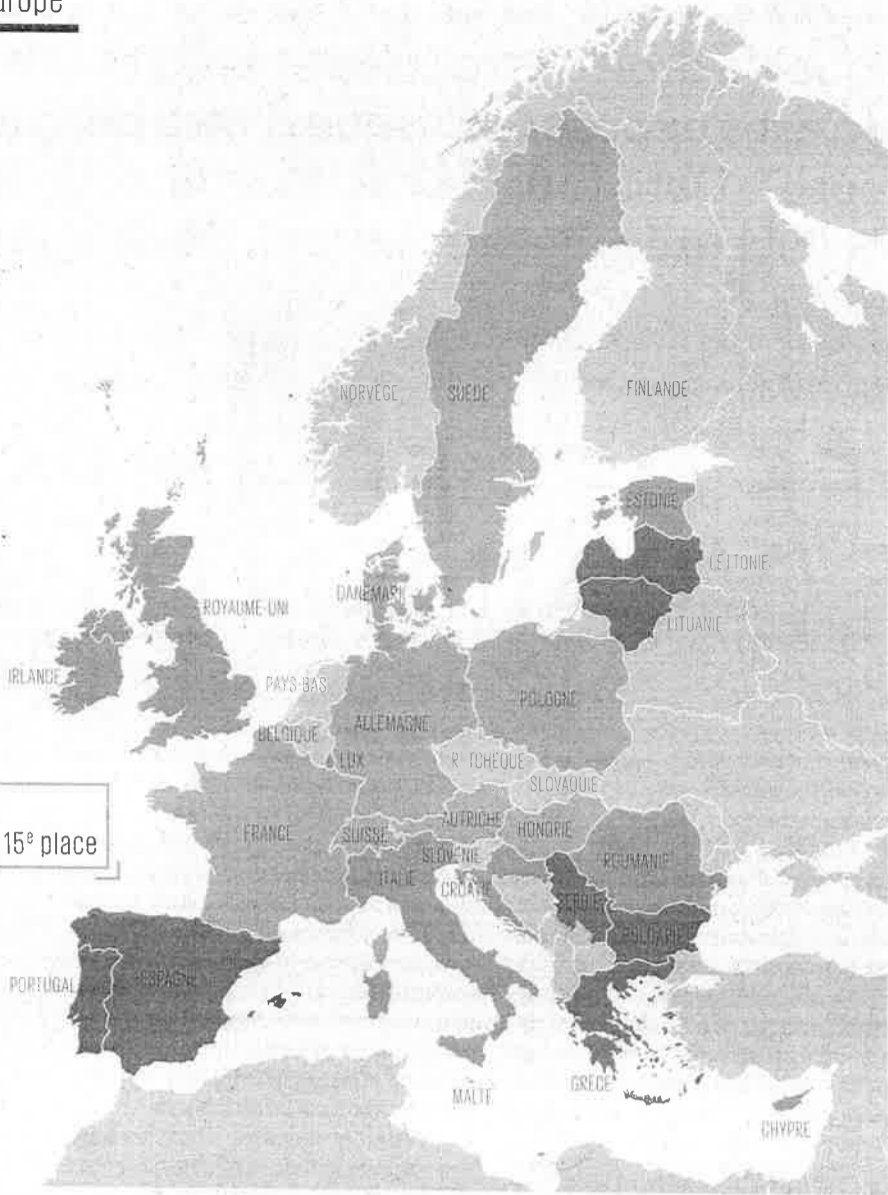 urope
NORVÈGE
SUÈDE
FINLANDE
ESTONIE
LETTONIE
DANEMARK
ROYAUME-UNI
LITUANIE
IRLANDE
PAYS-BAS
POLOGNE
ALLEMAGNE
BELGIQUE
LUX
R. TCHÈQUE
SLOVAQUIE
15e place
FRANCE
SUISSE
AUTRICHE
HONGRIE
SLOVÉNIE
ROUMANIE
ITALIE
CROATIE
SERBIE
BULGARIE
PORTUGAL
ESPAGNE
GRÈCE
MALTE
CHYPRE